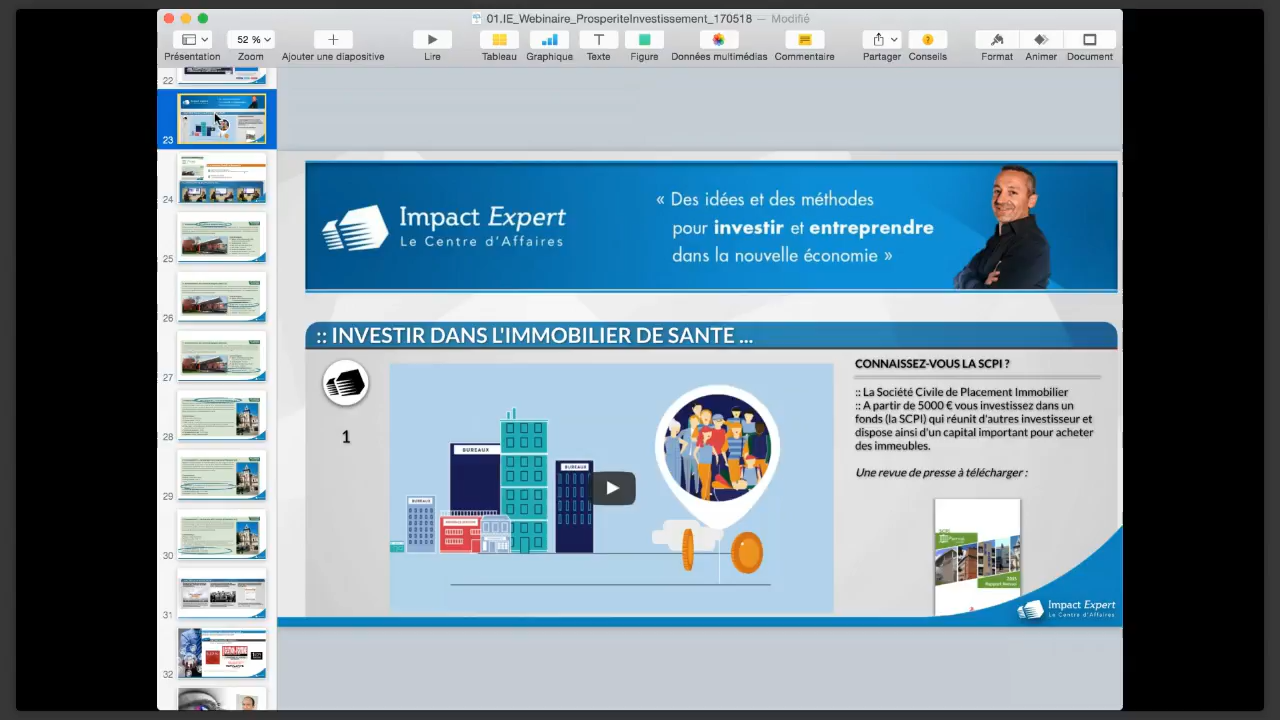 01.IE_Webinaire_ProsperiteInvestissement_170518 — Modifié
52 %
Présentation Zoom Ajouter une diapositive Lire Tableau Graphique Texte Figure Données multimédias Commentaire Partager Conseils Format Animer Document
22
23
24
25
26
27
28
29
30
31
32
Impact Expert
Le Centre d'Affaires
« Des idées et des méthodes
pour investir et entreprendre
dans la nouvelle économie »
:: INVESTIR DANS L'IMMOBILIER DE SANTE ...
1
BUREAUX
BUREAUX
BUREAUX
CONNAISSEZ-VOUS LA SCPI ?
:: La Société Civile de Placement Immobilier
:: A partir de 5000 € vous investissez dans un
fonds (la SCPI) qui réunit d'autres investisseur et
dispose ainsi d'un capital important pour acheter
des immeubles.
Une revue de presse à télécharger :
SCPI
Impact Expert
Le Centre d'Affaires